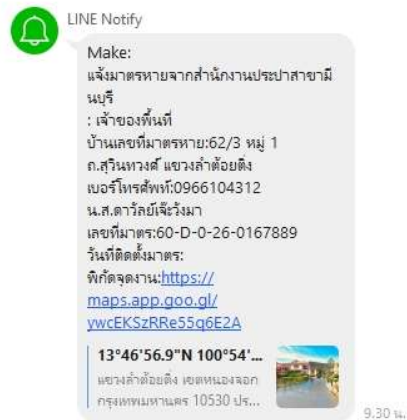 LINE Notify
Make:
แจ้งมาตรหายจากสำนักงานประปาสาขามี
นบุรี
: เจ้าของพื้นที่
บ้านเลขที่มาตรหาย:62/3 หมู่ 1
ถ.สุวินทวงศ์ แขวงลำต้อยติ่ง
เบอร์โทรศัพท์:0966104312
น.ส.ดาวัลย์เจ๊ะวังมา
เลขที่มาตร:60-D-0-26-0167889
วันที่ติดตั้งมาตร:
พิกัดจุดงาน:https://
maps.app.goo.gl/
ywcEKSzRRe55q6E2A
13°46'56.9"N 100°54'...
แขวงลำต้อยติ่ง เขตหนองจอก
กรุงเทพมหานคร 10530 ประ...
9.30 น.